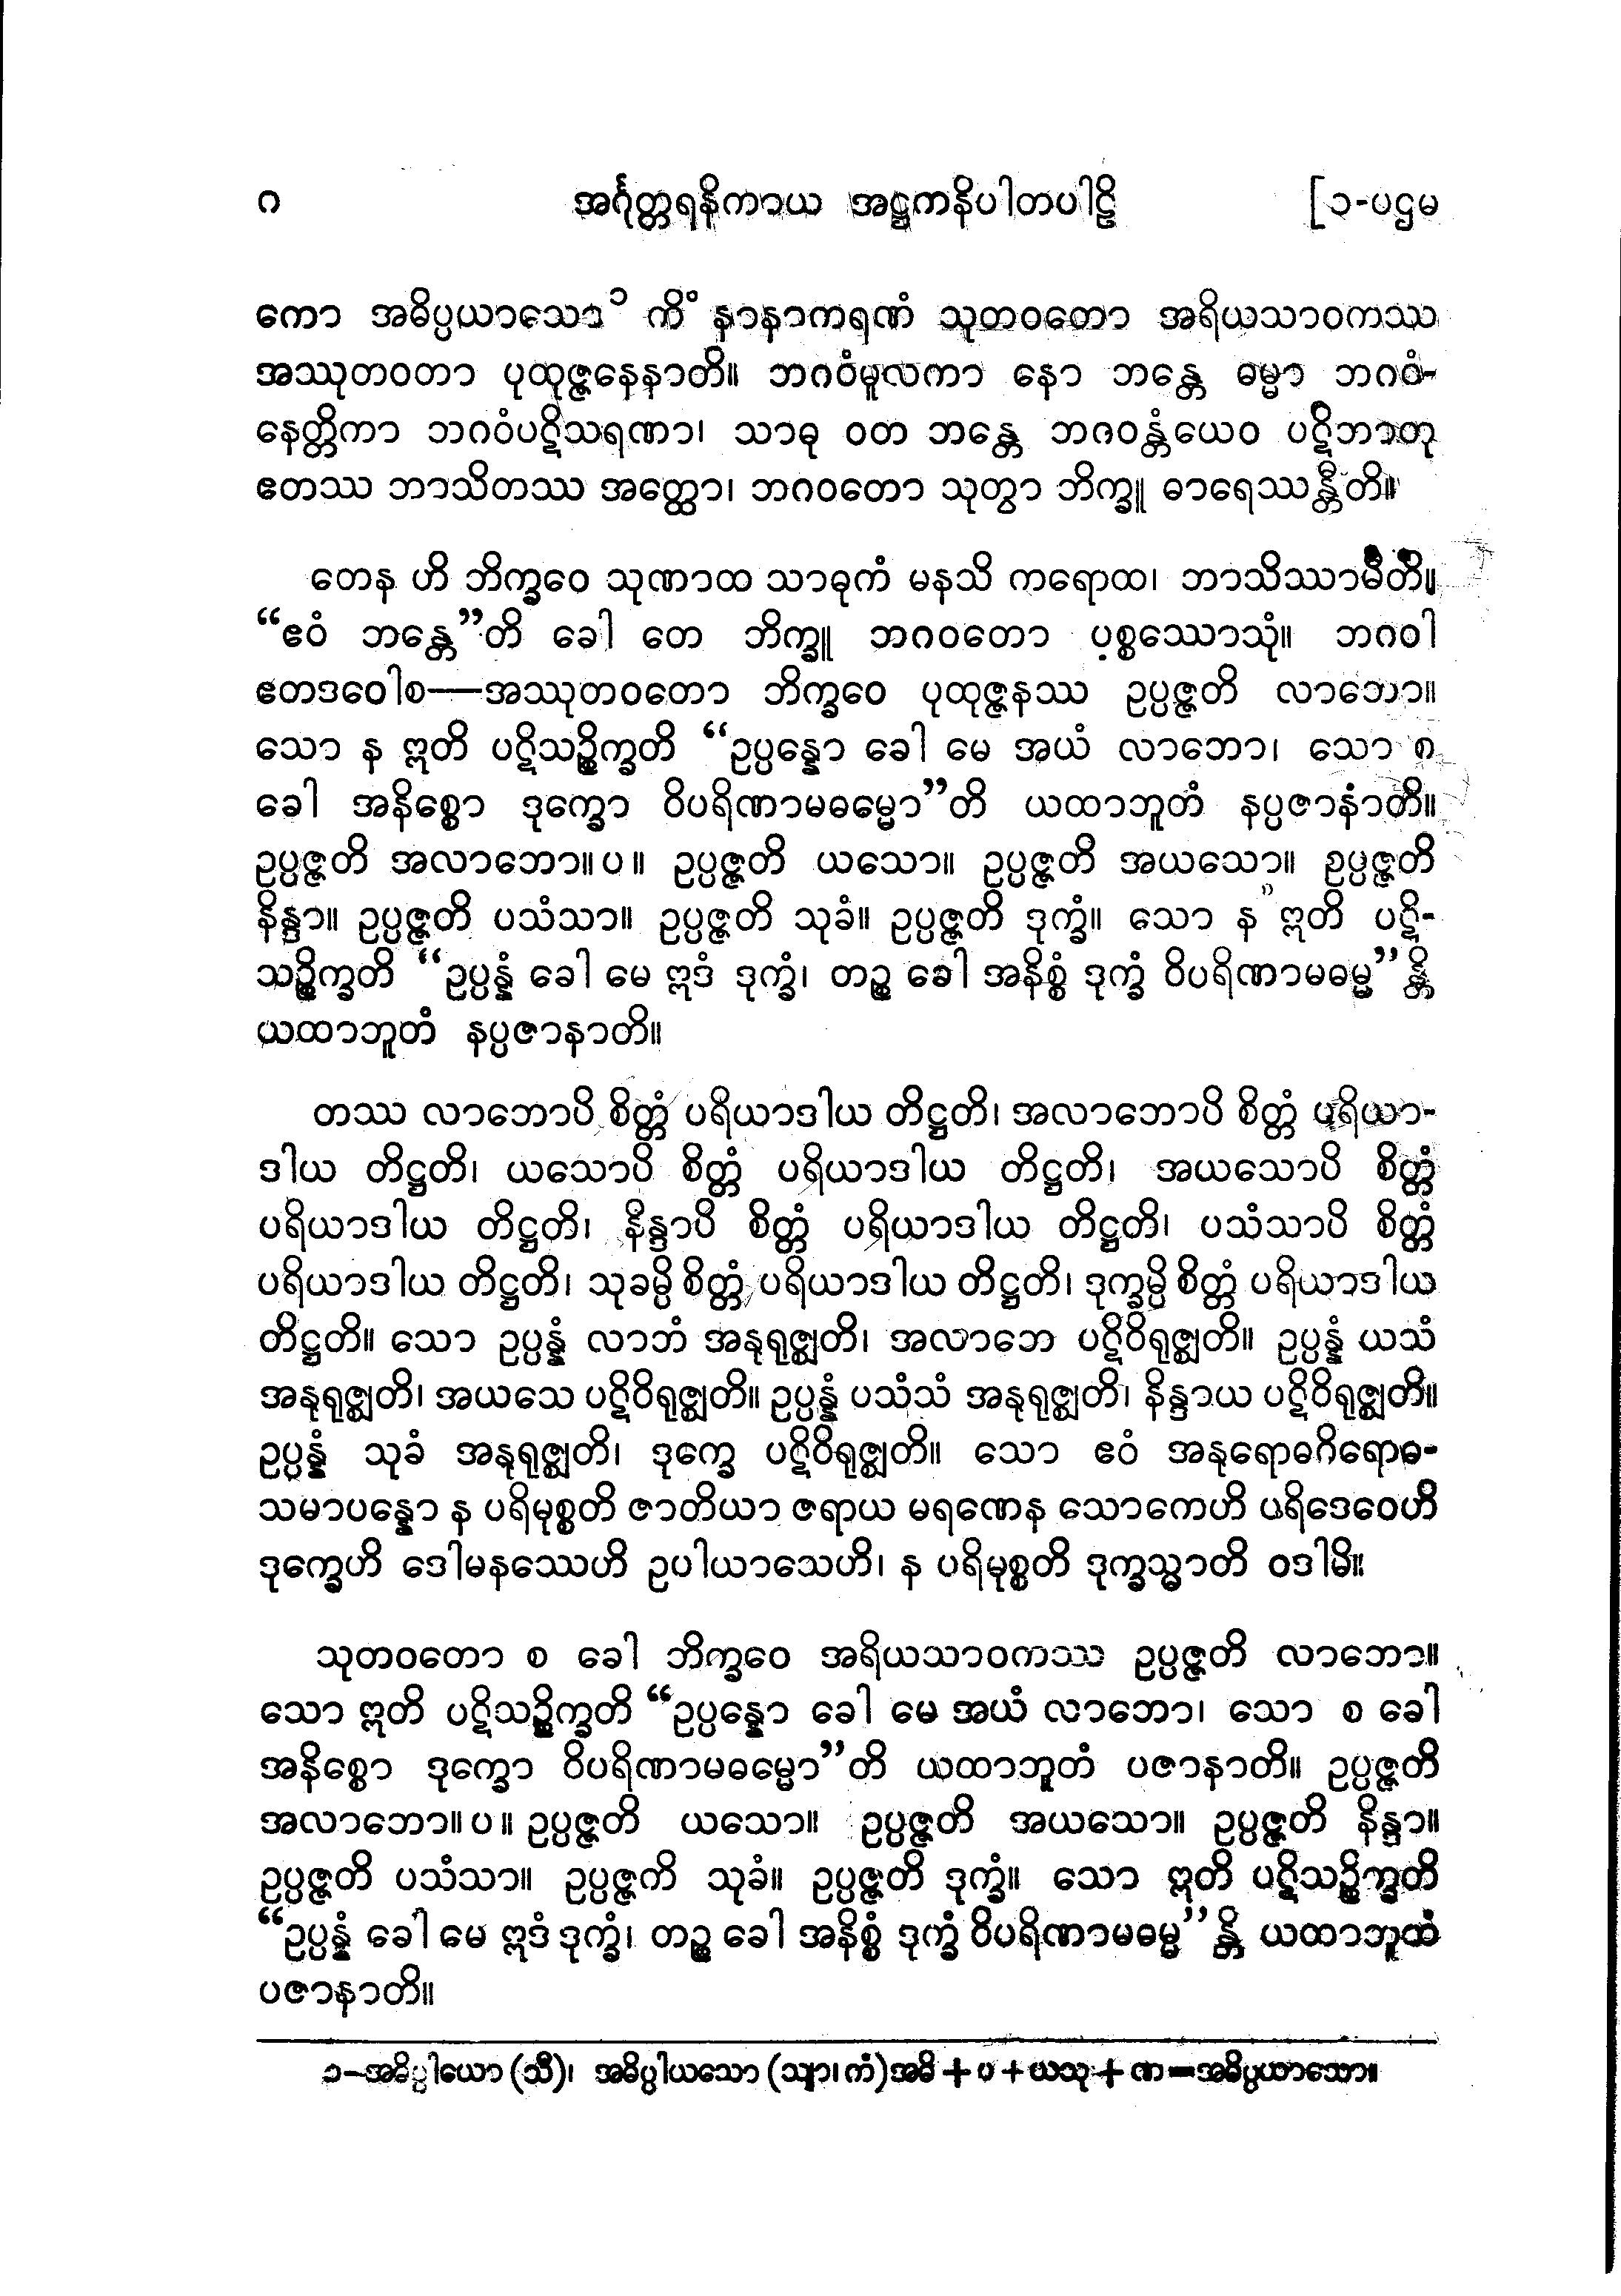 ဂ အင်္ဂုတ္တရနိကာယ အဋ္ဌကနိပါတပါဠိ [၁-ပဌမ
ကော အဓိပ္ပယာသော၁ ကိံ နာနာကရဏံ သုတဝတော အရိယသာဝကဿ
အဿုတဝတာ ပုထုဇ္ဇနေနာတိ။ ဘဂဝံမူလကာ နော ဘန္တေ ဓမ္မာ ဘဂဝံ-
နေတ္တိကာ ဘဂဝံပဋိသရဏာ၊ သာဓု ဝတ ဘန္တေ ဘဂဝန္တံယေဝ ပဋိဘာတု
ဧတဿ ဘာသိတဿ အတ္ထော၊ ဘဂဝတော သုတွာ ဘိက္ခူ ဓာရေဿန္တီတိ။
တေန ဟိ ဘိက္ခဝေ သုဏာထ သာဓုကံ မနသိ ကရောထ၊ ဘာသိဿာမီတိ။
“ဧဝံ ဘန္တေ”တိ ခေါ တေ ဘိက္ခူ ဘဂဝတော ပစ္စဿောသုံ။ ဘဂဝါ
ဧတဒဝေါစ—အဿုတဝတော ဘိက္ခဝေ ပုထုဇ္ဇနဿ ဥပ္ပဇ္ဇတိ လာဘော။
သော န ဣတိ ပဋိသဉ္စိက္ခတိ “ဥပ္ပန္နော ခေါ မေ အယံ လာဘော၊ သော စ
ခေါ အနိစ္စော ဒုက္ခော ဝိပရိဏာမဓမ္မော”တိ ယထာဘူတံ နပ္ပဇာနာတိ။
ဥပ္ပဇ္ဇတိ အလာဘော။ပ။ ဥပ္ပဇ္ဇတိ ယသော။ ဥပ္ပဇ္ဇတိ အယသော။ ဥပ္ပဇ္ဇတိ
နိန္ဒာ။ ဥပ္ပဇ္ဇတိ ပသံသာ။ ဥပ္ပဇ္ဇတိ သုခံ။ ဥပ္ပဇ္ဇတိ ဒုက္ခံ။ သော န ဣတိ ပဋိ-
သဉ္စိက္ခတိ “ဥပ္ပန္နံ ခေါ မေ ဣဒံ ဒုက္ခံ၊ တဉ္စ ခေါ အနိစ္စံ ဒုက္ခံ ဝိပရိဏာမဓမ္မ”န္တိ
ယထာဘူတံ နပ္ပဇာနာတိ။
တဿ လာဘောပိ စိတ္တံ ပရိယာဒါယ တိဋ္ဌတိ၊ အလာဘောပိ စိတ္တံ ပရိယာ-
ဒါယ တိဋ္ဌတိ၊ ယသောပိ စိတ္တံ ပရိယာဒါယ တိဋ္ဌတိ၊ အယသောပိ စိတ္တံ
ပရိယာဒါယ တိဋ္ဌတိ၊ နိန္ဒာပိ စိတ္တံ ပရိယာဒါယ တိဋ္ဌတိ၊ ပသံသာပိ စိတ္တံ
ပရိယာဒါယ တိဋ္ဌတိ၊ သုခမ္ပိ စိတ္တံ ပရိယာဒါယ တိဋ္ဌတိ၊ ဒုက္ခမ္ပိ စိတ္တံ ပရိယာဒါယ
တိဋ္ဌတိ။ သော ဥပ္ပန္နံ လာဘံ အနုရုဇ္ဈတိ၊ အလာဘေ ပဋိဝိရုဇ္ဈတိ။ ဥပ္ပန္နံ ယသံ
အနုရုဇ္ဈတိ၊ အယသေ ပဋိဝိရုဇ္ဈတိ။ ဥပ္ပန္နံ ပသံသံ အနုရုဇ္ဈတိ၊ နိန္ဒာယ ပဋိဝိရုဇ္ဈတိ။
ဥပ္ပန္နံ သုခံ အနုရုဇ္ဈတိ၊ ဒုက္ခေ ပဋိဝိရုဇ္ဈတိ။ သော ဧဝံ အနုရောဓဂိရောဓ-
သမာပန္နော န ပရိမုစ္စတိ ဇာတိယာ ဇရာယ မရဏေန သောကေဟိ ပရိဒေဝေဟိ
ဒုက္ခေဟိ ဒေါမနဿေဟိ ဥပါယာသေဟိ၊ န ပရိမုစ္စတိ ဒုက္ခသ္မာတိ ဝဒါမိ။
သုတဝတော စ ခေါ ဘိက္ခဝေ အရိယသာဝကဿ ဥပ္ပဇ္ဇတိ လာဘော။
သော ဣတိ ပဋိသဉ္စိက္ခတိ “ဥပ္ပန္နော ခေါ မေ အယံ လာဘော၊ သော စ ခေါ
အနိစ္စော ဒုက္ခော ဝိပရိဏာမဓမ္မော”တိ ယထာဘူတံ ပဇာနာတိ။ ဥပ္ပဇ္ဇတိ
အလာဘော။ပ။ ဥပ္ပဇ္ဇတိ ယသော။ ဥပ္ပဇ္ဇတိ အယသော။ ဥပ္ပဇ္ဇတိ နိန္ဒာ။
ဥပ္ပဇ္ဇတိ ပသံသာ။ ဥပ္ပဇ္ဇကိ သုခံ။ ဥပ္ပဇ္ဇတိ ဒုက္ခံ။ သော ဣတိ ပဋိသဉ္စိက္ခတိ
“ဥပ္ပန္နံ ခေါ မေ ဣဒံ ဒုက္ခံ၊ တဉ္စ ခေါ အနိစ္စံ ဒုက္ခံ ဝိပရိဏာမဓမ္မ”န္တိ ယထာဘူတံ
ပဇာနာတိ။
၁–အဓိပ္ပါယော (သီ)၊ အဓိပ္ပါယသော (သျာ၊ ကံ) အဓိ + ပ + ယသု + ဏ = အဓိပ္ပယာသော။